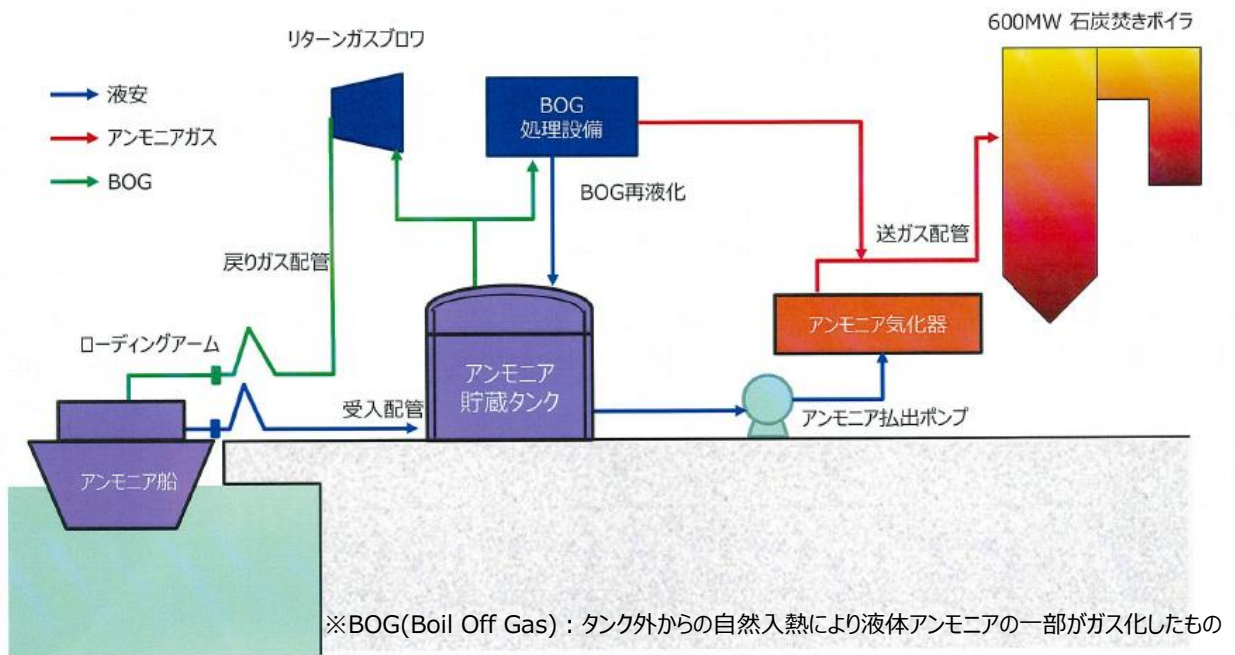 600MW 石炭焚きボイラ
リターンガスブロワ
液安
アンモニアガス
BOG
BOG
処理設備
BOG再液化
送ガス配管
戻りガス配管
アンモニア気化器
ローディングアーム
アンモニア
貯蔵タンク
受入配管
アンモニア払出ポンプ
アンモニア船
※BOG(Boil Off Gas)：タンク外からの自然入熱により液体アンモニアの一部がガス化したもの